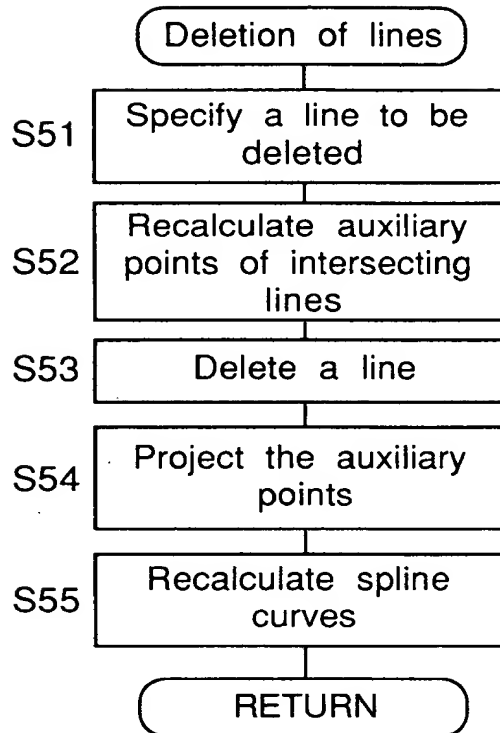 Deletion of lines
S51
Specify a line to be
deleted
S52
Recalculate auxiliary
points of intersecting
lines
S53
Delete a line
S54
Project the auxiliary
points
S55
Recalculate spline
curves
RETURN